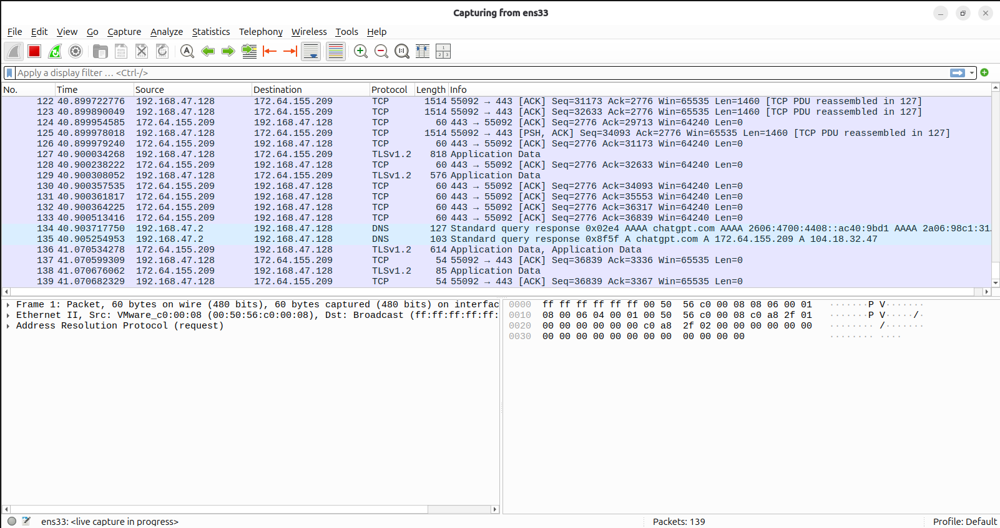 Capturing from ens33
File Edit View Go Capture Analyze Statistics Telephony Wireless Tools Help
Apply a display filter … <Ctrl-/>
No. Time Source Destination Protocol Length Info
122 40.899722776 192.168.47.128 172.64.155.209 TCP 1514 55092 → 443 [ACK] Seq=31173 Ack=2776 Win=65535 Len=1460 [TCP PDU reassembled in 127]
123 40.899890049 192.168.47.128 172.64.155.209 TCP 1514 55092 → 443 [ACK] Seq=32633 Ack=2776 Win=65535 Len=1460 [TCP PDU reassembled in 127]
124 40.899954585 172.64.155.209 192.168.47.128 TCP 60 443 → 55092 [ACK] Seq=2776 Ack=29713 Win=64240 Len=0
125 40.899978018 192.168.47.128 172.64.155.209 TCP 1514 55092 → 443 [PSH, ACK] Seq=34093 Ack=2776 Win=65535 Len=1460 [TCP PDU reassembled in 127]
126 40.899979240 172.64.155.209 192.168.47.128 TCP 60 443 → 55092 [ACK] Seq=2776 Ack=31173 Win=64240 Len=0
127 40.900034268 192.168.47.128 172.64.155.209 TLSv1.2 818 Application Data
128 40.900238222 172.64.155.209 192.168.47.128 TCP 60 443 → 55092 [ACK] Seq=2776 Ack=32633 Win=64240 Len=0
129 40.900308052 192.168.47.128 172.64.155.209 TLSv1.2 576 Application Data
130 40.900357535 172.64.155.209 192.168.47.128 TCP 60 443 → 55092 [ACK] Seq=2776 Ack=34093 Win=64240 Len=0
131 40.900361817 172.64.155.209 192.168.47.128 TCP 60 443 → 55092 [ACK] Seq=2776 Ack=35553 Win=64240 Len=0
132 40.900364225 172.64.155.209 192.168.47.128 TCP 60 443 → 55092 [ACK] Seq=2776 Ack=36317 Win=64240 Len=0
133 40.900513416 172.64.155.209 192.168.47.128 TCP 60 443 → 55092 [ACK] Seq=2776 Ack=36839 Win=64240 Len=0
134 40.903717750 192.168.47.2 192.168.47.128 DNS 127 Standard query response 0x02e4 AAAA chatgpt.com AAAA 2606:4700:4408::ac40:9bd1 AAAA 2a06:98c1:31…
135 40.905254953 192.168.47.2 192.168.47.128 DNS 103 Standard query response 0x8f5f A chatgpt.com A 172.64.155.209 A 104.18.32.47
136 41.070534278 172.64.155.209 192.168.47.128 TLSv1.2 614 Application Data, Application Data
137 41.070599309 192.168.47.128 172.64.155.209 TCP 54 55092 → 443 [ACK] Seq=36839 Ack=3336 Win=65535 Len=0
138 41.070676062 172.64.155.209 192.168.47.128 TLSv1.2 85 Application Data
139 41.070682329 192.168.47.128 172.64.155.209 TCP 54 55092 → 443 [ACK] Seq=36839 Ack=3367 Win=65535 Len=0
Frame 1: Packet, 60 bytes on wire (480 bits), 60 bytes captured (480 bits) on interfac
Ethernet II, Src: VMware_c0:00:08 (00:50:56:c0:00:08), Dst: Broadcast (ff:ff:ff:ff:ff:
Address Resolution Protocol (request)
0000 ff ff ff ff ff ff 00 50 56 c0 00 08 08 06 00 01 ·······P V·······
0010 08 00 06 04 00 01 00 50 56 c0 00 08 c0 a8 2f 01 ·······P V·····/·
0020 00 00 00 00 00 00 c0 a8 2f 02 00 00 00 00 00 00 ········ /·······
0030 00 00 00 00 00 00 00 00 00 00 00 00 ········ ····
ens33: <live capture in progress> Packets: 139 Profile: Default